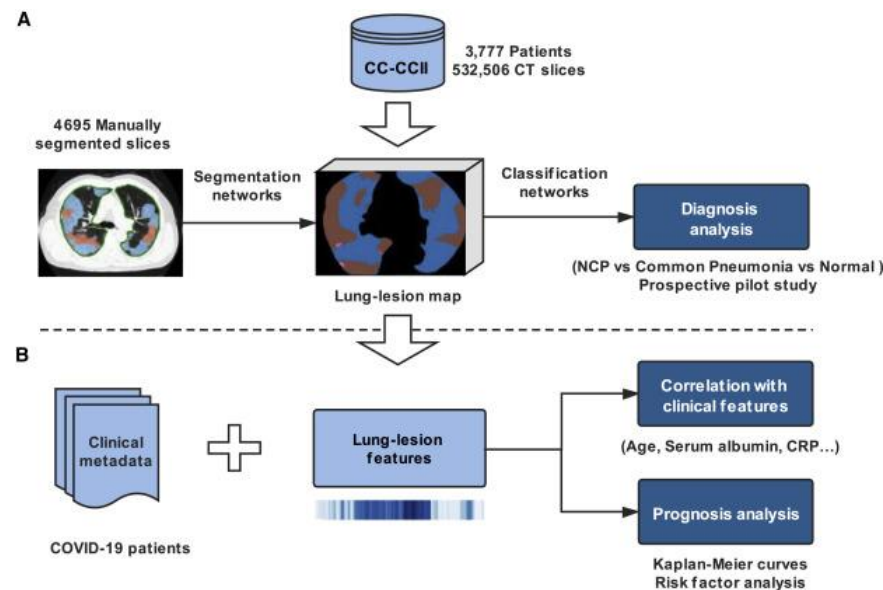 A
CC-CCII
3,777 Patients
532,506 CT slices
4695 Manually
segmented slices
Segmentation
networks
Classification
networks
Diagnosis
analysis
(NCP vs Common Pneumonia vs Normal )
Prospective pilot study
Lung-lesion map
B
Clinical
metadata
COVID-19 patients
Lung-lesion
features
Correlation with
clinical features
(Age, Serum albumin, CRP…)
Prognosis analysis
Kaplan-Meier curves
Risk factor analysis